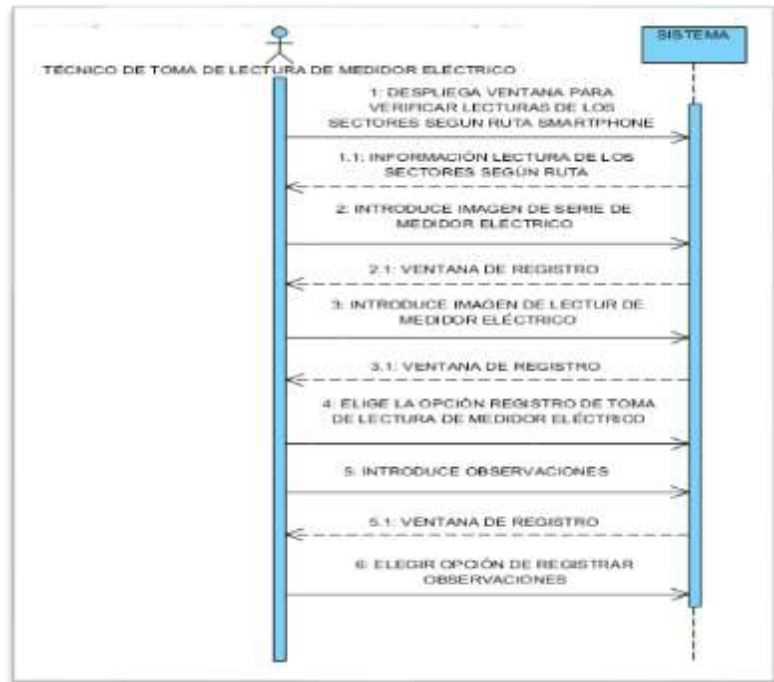 SISTEMA
TÉCNICO DE TOMA DE LECTURA DE MEDIDOR ELÉCTRICO
1: DESPLIEGA VENTANA PARA
VERIFICAR LECTURAS DE LOS
SECTORES SEGUN RUTA SMARTPHONE
1.1: INFORMACIÓN LECTURA DE LOS
SECTORES SEGÚN RUTA
2: INTRODUCE IMAGEN DE SERIE DE
MEDIDOR ELÉCTRICO
2.1: VENTANA DE REGISTRO
3: INTRODUCE IMAGEN DE LECTUR DE
MEDIDOR ELÉCTRICO
3.1: VENTANA DE REGISTRO
4: ELIGE LA OPCIÓN REGISTRO DE TOMA
DE LECTURA DE MEDIDOR ELÉCTRICO
5: INTRODUCE OBSERVACIONES
5.1: VENTANA DE REGISTRO
6: ELEGIR OPCIÓN DE REGISTRAR
OBSERVACIONES